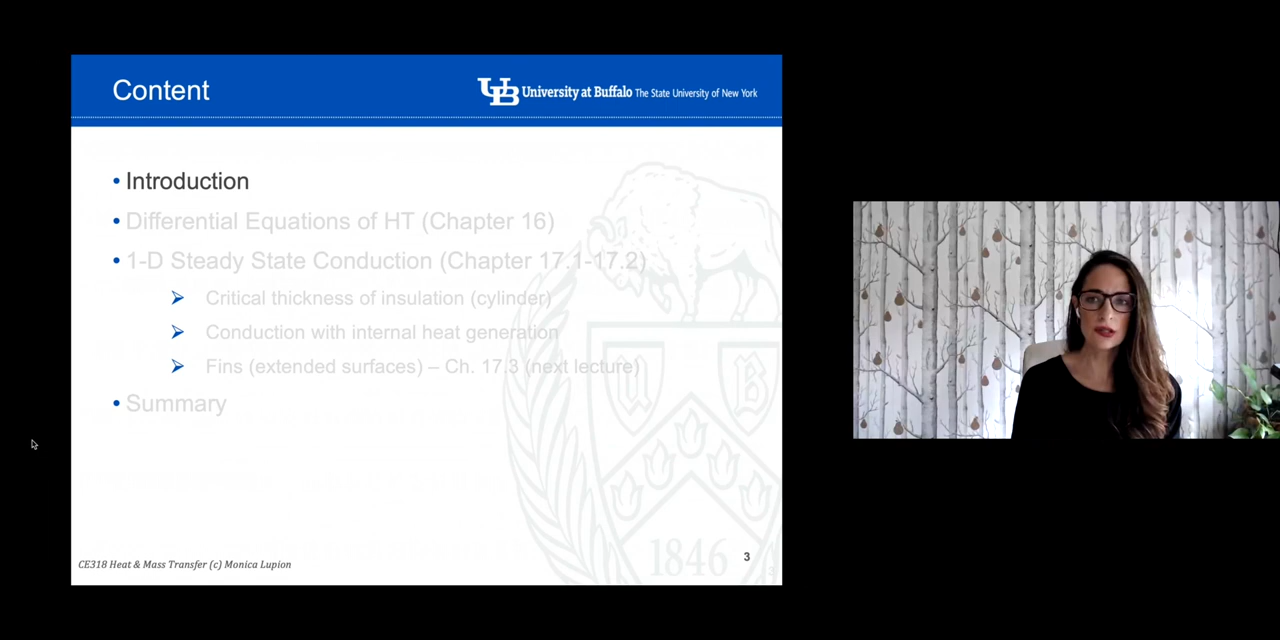 Content
UB University at Buffalo The State University of New York
• Introduction
• Differential Equations of HT (Chapter 16)
• 1-D Steady State Conduction (Chapter 17.1-17.2)
➢ Critical thickness of insulation (cylinder)
➢ Conduction with internal heat generation
➢ Fins (extended surfaces) – Ch. 17.3 (next lecture)
• Summary
U B
1846
CE318 Heat & Mass Transfer (c) Monica Lupion
3
3